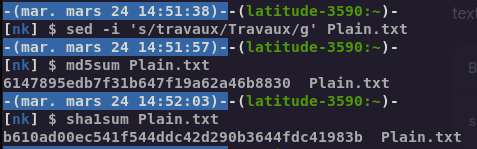 -(mar. mars 24 14:51:38)--(latitude-3590:~)-
[nk] $ sed -i 's/travaux/Travaux/g' Plain.txt
-(mar. mars 24 14:51:57)--(latitude-3590:~)-
[nk] $ md5sum Plain.txt
6147895edb7f31b647f19a62a46b8830  Plain.txt
-(mar. mars 24 14:52:03)--(latitude-3590:~)-
[nk] $ sha1sum Plain.txt
b610ad00ec541f544ddc42d290b3644fdc41983b  Plain.txt
text